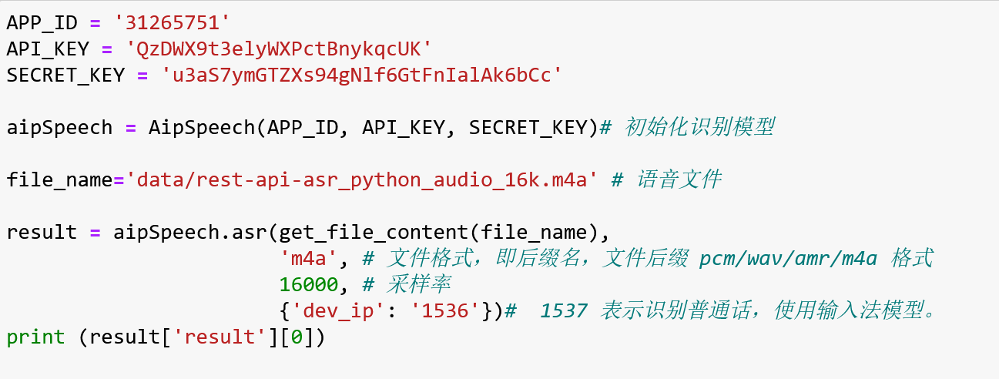 APP_ID = '31265751'
API_KEY = 'QzDWX9t3elyWXPctBnykqcUK'
SECRET_KEY = 'u3aS7ymGTZXs94gNlf6GtFnIalAk6bCc'
aipSpeech = AipSpeech(APP_ID, API_KEY, SECRET_KEY)# 初始化识别模型
file_name='data/rest-api-asr_python_audio_16k.m4a' # 语音文件
result = aipSpeech.asr(get_file_content(file_name),
'm4a', # 文件格式，即后缀名，文件后缀 pcm/wav/amr/m4a 格式
16000, # 采样率
{'dev_ip': '1536'})#  1537 表示识别普通话，使用输入法模型。
print (result['result'][0])